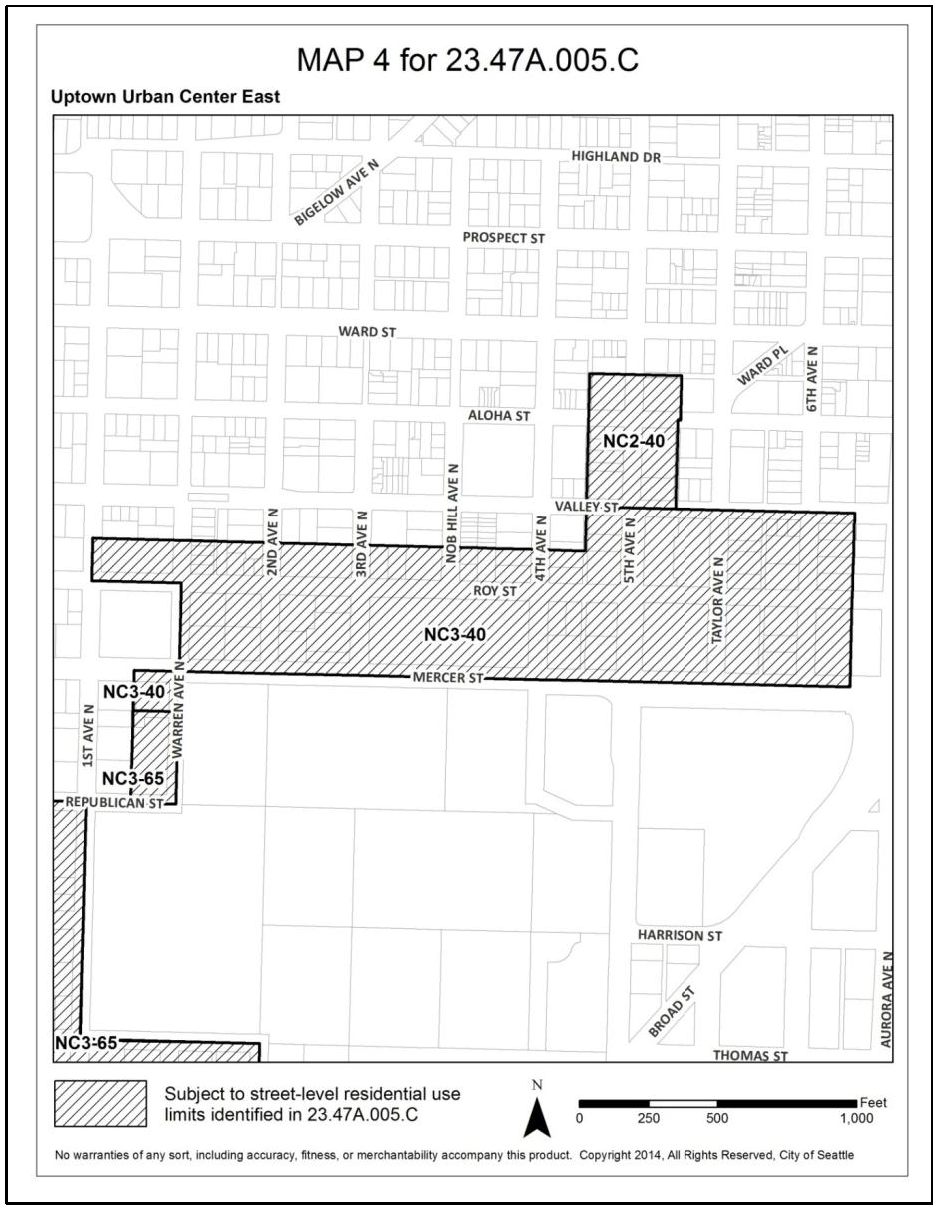 MAP 4 for 23.47A.005.C
Uptown Urban Center East
HIGHLAND DR
BIGELOW AVE N
PROSPECT ST
WARD ST
WARD PL
6TH AVE N
ALOHA ST
NC2-40
NOB HILL AVE N
VALLEY ST
2ND AVE N
3RD AVE N
4TH AVE N
5TH AVE N
TAYLOR AVE N
ROY ST
NC3-40
MERCER ST
NC3-40
WARREN AVE N
1ST AVE N
NC3-65
REPUBLICAN ST
HARRISON ST
BROAD ST
AURORA AVE N
NC3-65
THOMAS ST
Subject to street-level residential use
limits identified in 23.47A.005.C
N
Feet
0 250 500 1,000
No warranties of any sort, including accuracy, fitness, or merchantability accompany this product. Copyright 2014, All Rights Reserved, City of Seattle